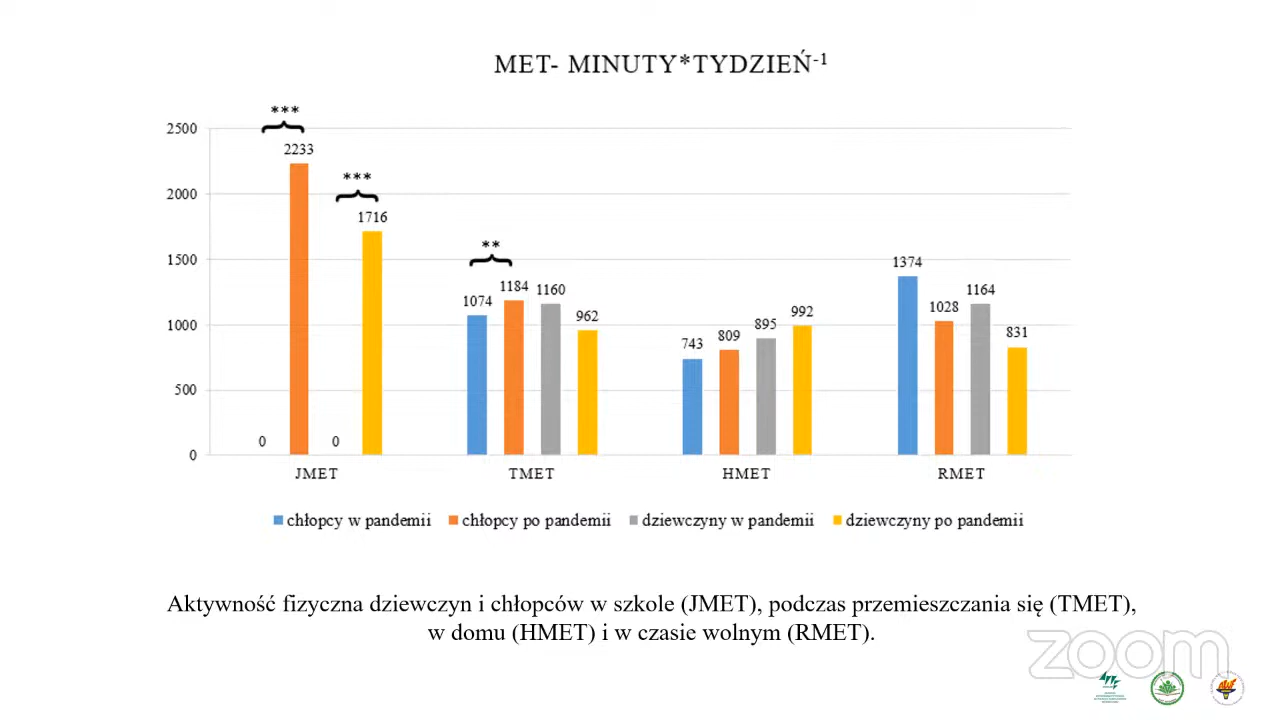 MET- MINUTY*TYDZIEŃ-1
***
2500
2233
***
2000
1716
**
1500
1374
1184
1160
1164
1074
1028
992
962
1000
895
831
809
743
500
0
0
0
JMET
TMET
HMET
RMET
chłopcy w pandemii
chłopcy po pandemii
dziewczyny w pandemii
dziewczyny po pandemii
Aktywność fizyczna dziewczyn i chłopców w szkole (JMET), podczas przemieszczania się (TMET),
w domu (HMET) i w czasie wolnym (RMET).
zoom